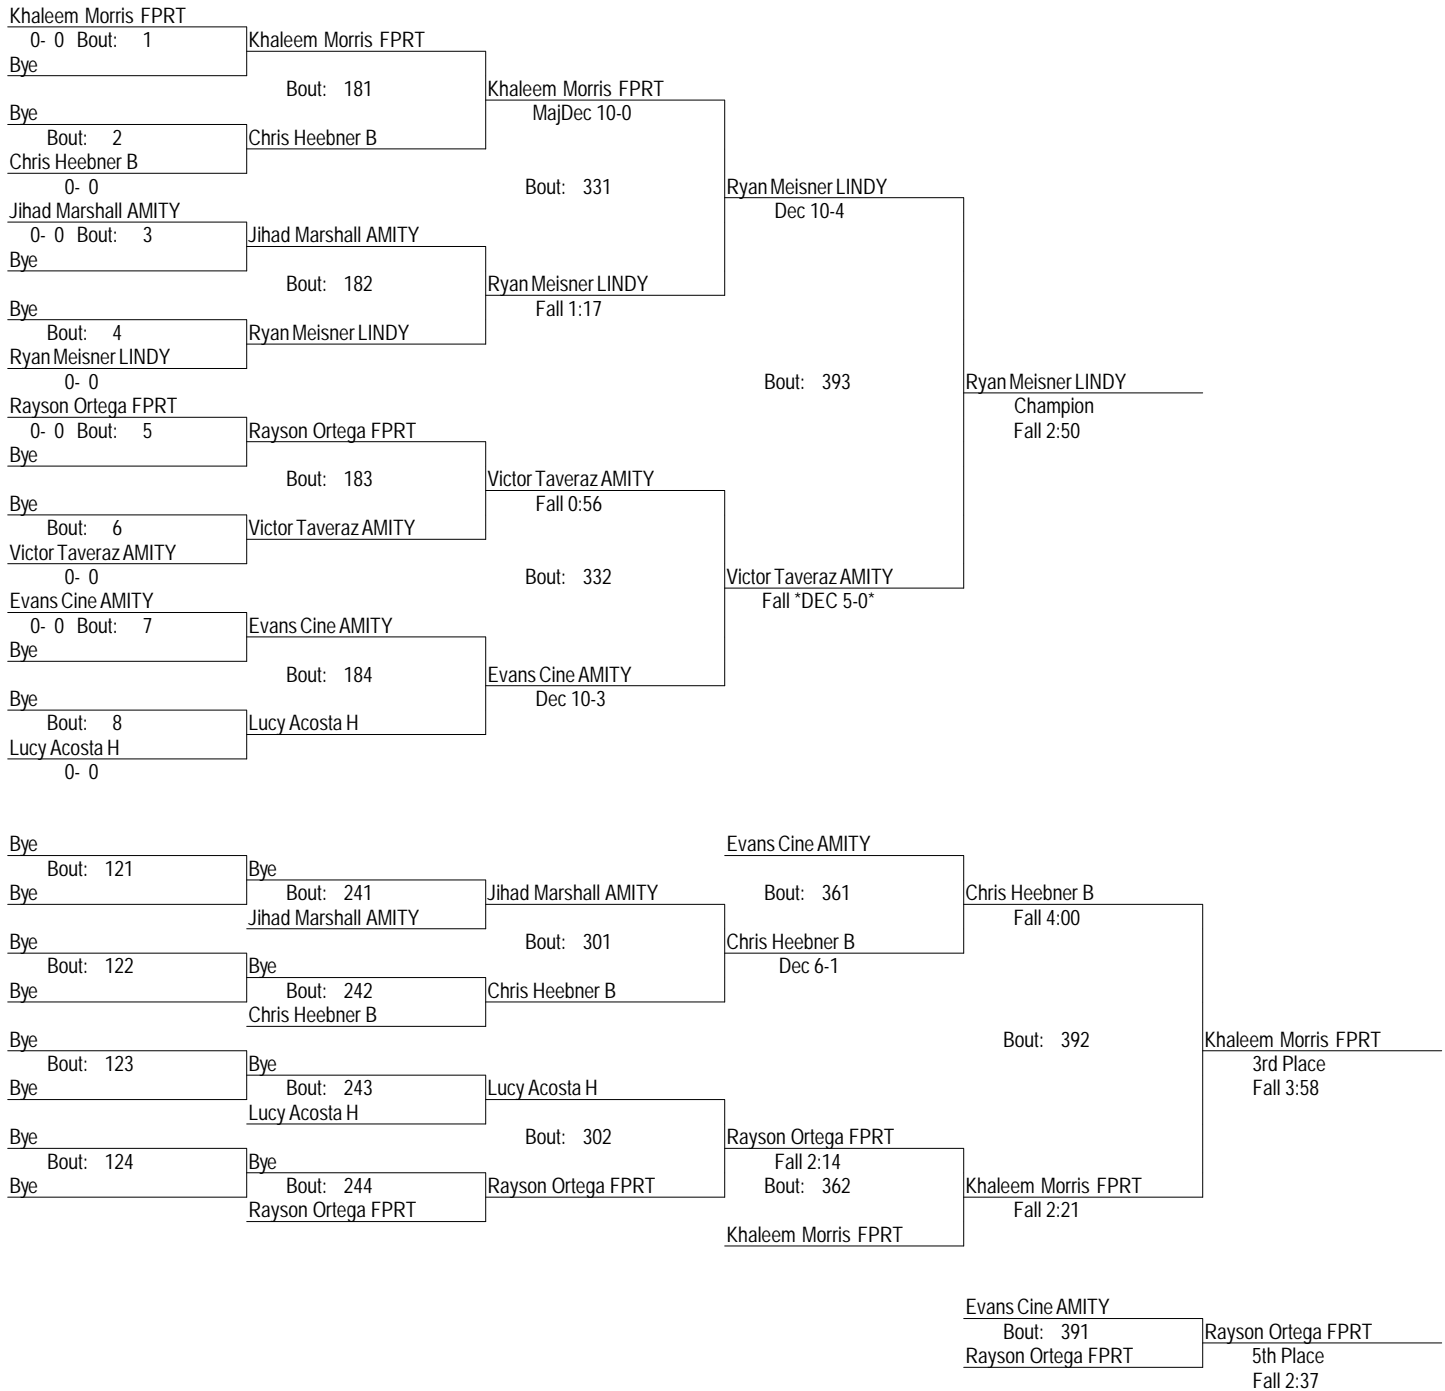 Khaleem Morris FPRT
0- 0 Bout: 1
Khaleem Morris FPRT
Bye
Bout: 181
Khaleem Morris FPRT
Bye
MajDec 10-0
Bout: 2
Chris Heebner B
Chris Heebner B
0- 0
Bout: 331
Ryan Meisner LINDY
Jihad Marshall AMITY
Dec 10-4
0- 0 Bout: 3
Jihad Marshall AMITY
Bye
Bout: 182
Ryan Meisner LINDY
Bye
Fall 1:17
Bout: 4
Ryan Meisner LINDY
Ryan Meisner LINDY
0- 0
Bout: 393
Ryan Meisner LINDY
Rayson Ortega FPRT
Champion
0- 0 Bout: 5
Rayson Ortega FPRT
Fall 2:50
Bye
Bout: 183
Victor Taveraz AMITY
Bye
Fall 0:56
Bout: 6
Victor Taveraz AMITY
Victor Taveraz AMITY
0- 0
Bout: 332
Victor Taveraz AMITY
Evans Cine AMITY
Fall *DEC 5-0*
0- 0 Bout: 7
Evans Cine AMITY
Bye
Bout: 184
Evans Cine AMITY
Bye
Dec 10-3
Bout: 8
Lucy Acosta H
Lucy Acosta H
0- 0
Bye
Evans Cine AMITY
Bout: 121
Bye
Bye
Bout: 241
Jihad Marshall AMITY
Bout: 361
Chris Heebner B
Jihad Marshall AMITY
Fall 4:00
Bye
Bout: 301
Chris Heebner B
Bout: 122
Bye
Dec 6-1
Bye
Bout: 242
Chris Heebner B
Chris Heebner B
Bye
Bout: 392
Khaleem Morris FPRT
Bout: 123
Bye
3rd Place
Bye
Bout: 243
Lucy Acosta H
Fall 3:58
Lucy Acosta H
Bye
Bout: 302
Rayson Ortega FPRT
Bout: 124
Bye
Fall 2:14
Bye
Bout: 244
Rayson Ortega FPRT
Bout: 362
Khaleem Morris FPRT
Rayson Ortega FPRT
Fall 2:21
Khaleem Morris FPRT
Evans Cine AMITY
Bout: 391
Rayson Ortega FPRT
Rayson Ortega FPRT
5th Place
Fall 2:37